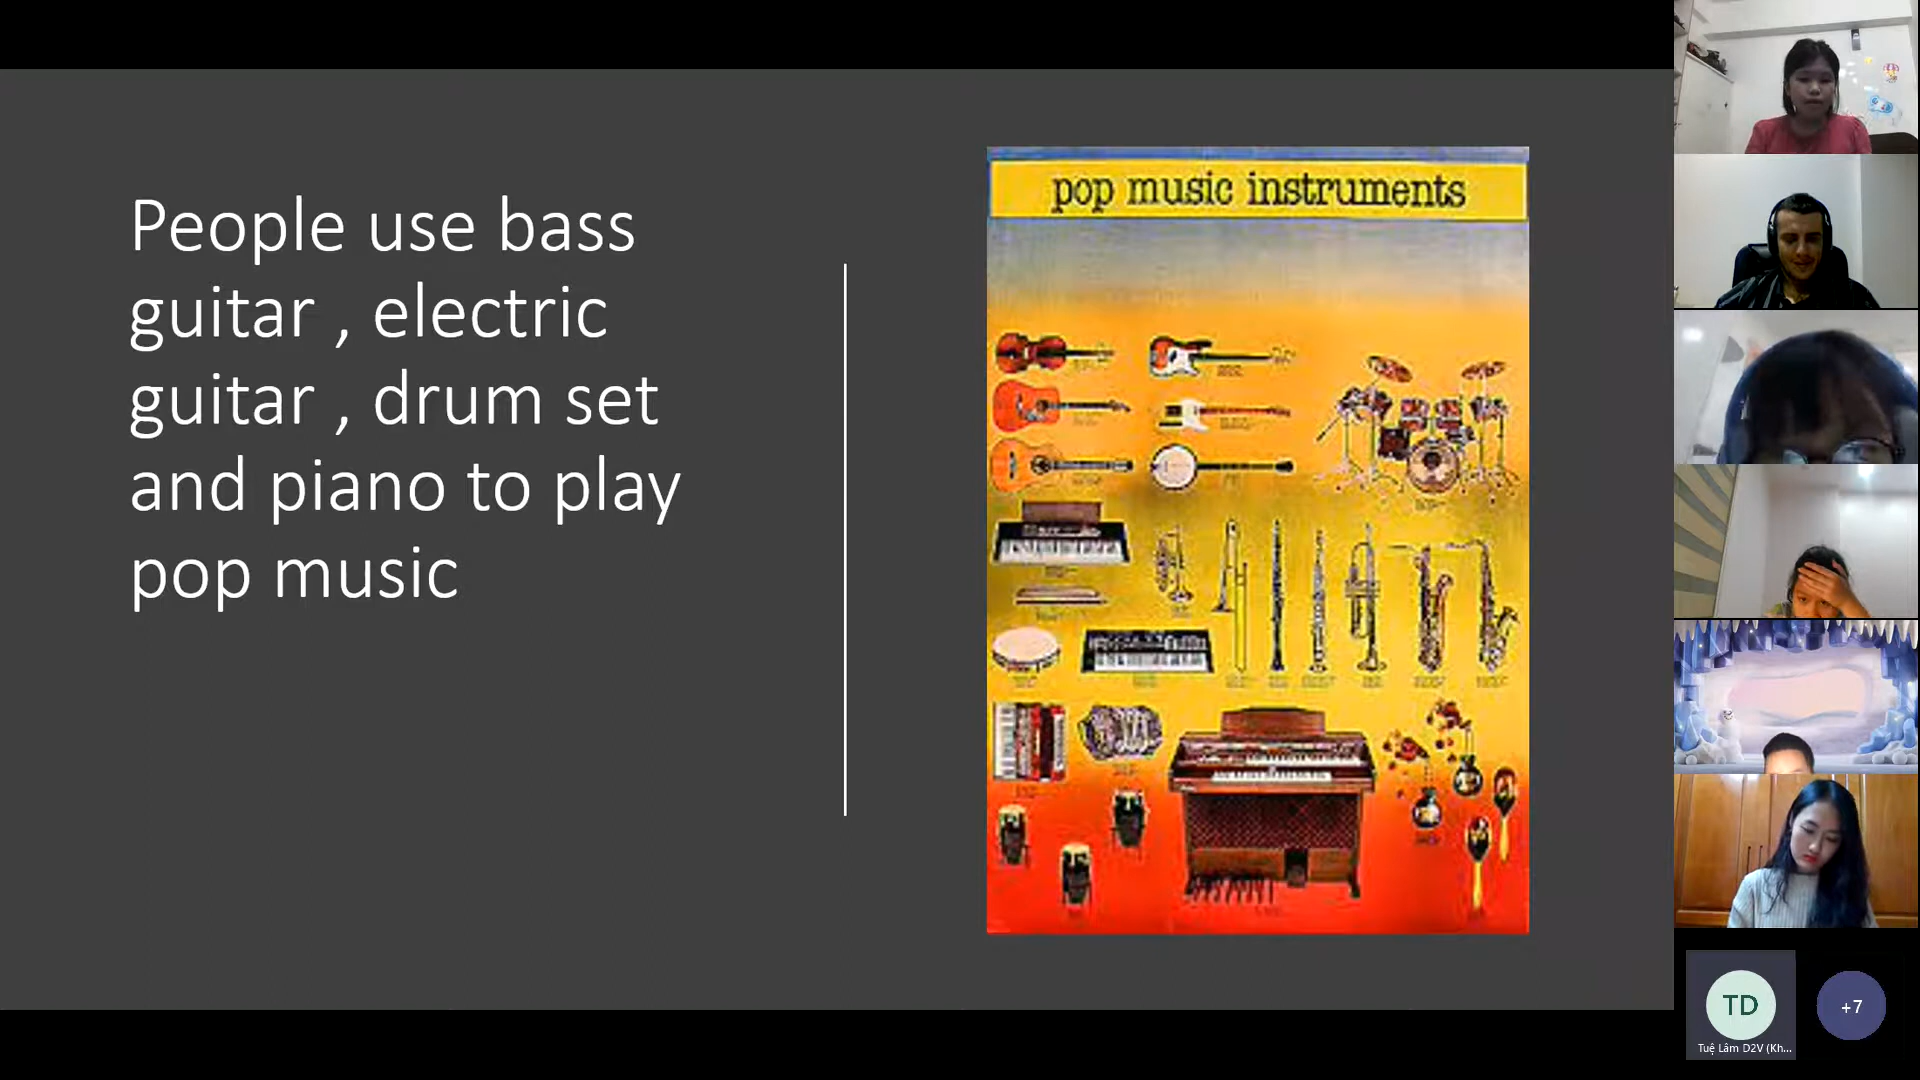 People use bass
guitar , electric
guitar , drum set
and piano to play
pop music
pop music instruments
TD
+7
Tuệ Lâm D2V (Kh...